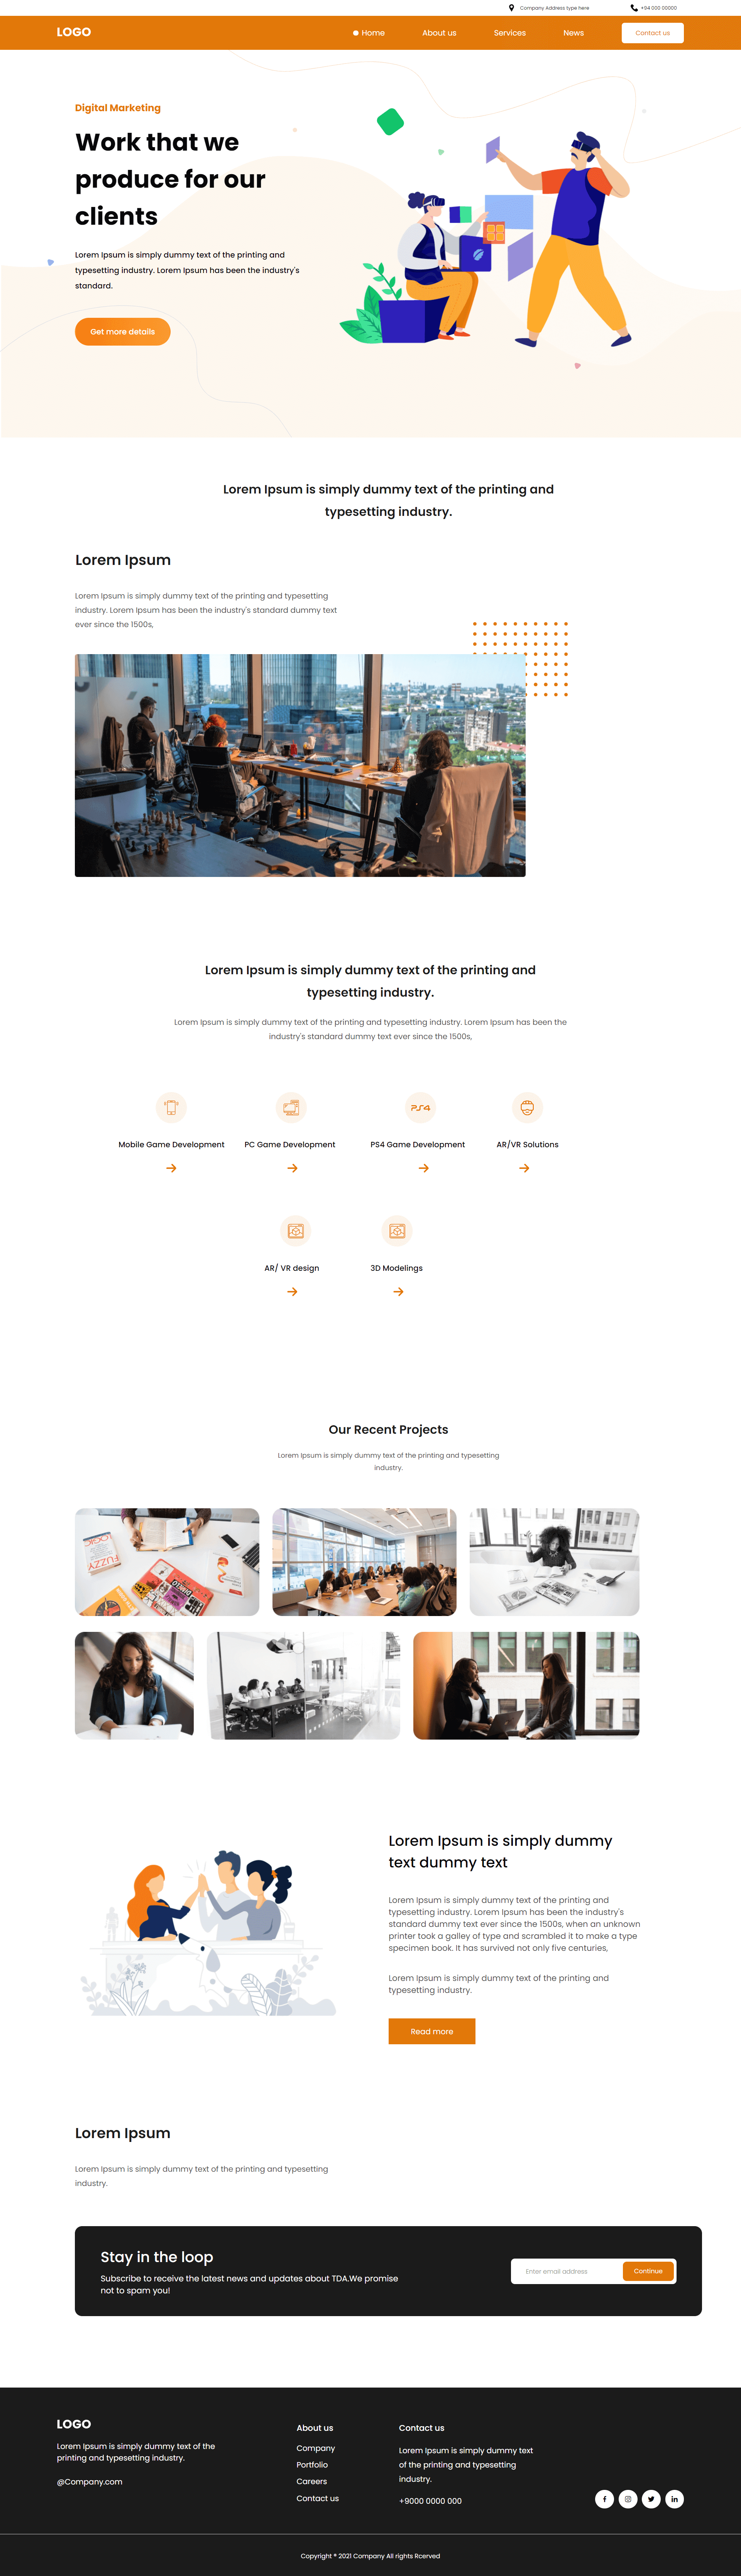 Company Address type here
+94 000 00000
LOGO
Home
About us
Services
News
Contact us
Digital Marketing
Work that we
produce for our
clients
Lorem Ipsum is simply dummy text of the printing and
typesetting industry. Lorem Ipsum has been the industry's
standard.
Get more details
Lorem Ipsum is simply dummy text of the printing and
typesetting industry.
Lorem Ipsum
Lorem Ipsum is simply dummy text of the printing and typesetting
industry. Lorem Ipsum has been the industry's standard dummy text
ever since the 1500s,
Lorem Ipsum is simply dummy text of the printing and
typesetting industry.
Lorem Ipsum is simply dummy text of the printing and typesetting industry. Lorem Ipsum has been the
industry's standard dummy text ever since the 1500s,
PS4
Mobile Game Development
PC Game Development
PS4 Game Development
AR/VR Solutions
AR/ VR design
3D Modelings
Our Recent Projects
Lorem Ipsum is simply dummy text of the printing and typesetting
industry.
FUZZY
LOGIC
Lorem Ipsum is simply dummy
text dummy text
Lorem Ipsum is simply dummy text of the printing and
typesetting industry. Lorem Ipsum has been the industry's
standard dummy text ever since the 1500s, when an unknown
printer took a galley of type and scrambled it to make a type
specimen book. It has survived not only five centuries,
Lorem Ipsum is simply dummy text of the printing and
typesetting industry.
Read more
Lorem Ipsum
Lorem Ipsum is simply dummy text of the printing and typesetting
industry.
Stay in the loop
Subscribe to receive the latest news and updates about TDA.We promise
not to spam you!
Enter email address
Continue
LOGO
Lorem Ipsum is simply dummy text of the
printing and typesetting industry.
@Company.com
About us
Company
Portfolio
Careers
Contact us
Contact us
Lorem Ipsum is simply dummy text
of the printing and typesetting
industry.
+9000 0000 000
Copyright ® 2021 Company All rights Rcerved